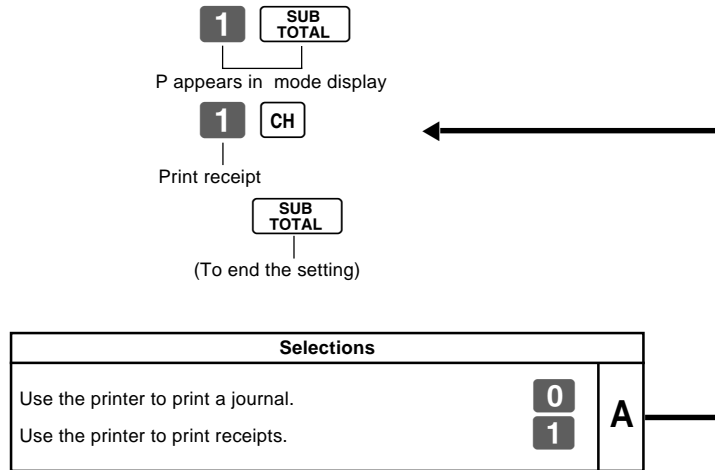 1 SUB TOTAL
P appears in mode display
1 CH
Print receipt
SUB TOTAL
(To end the setting)
Selections
Use the printer to print a journal. 0
Use the printer to print receipts. 1
A